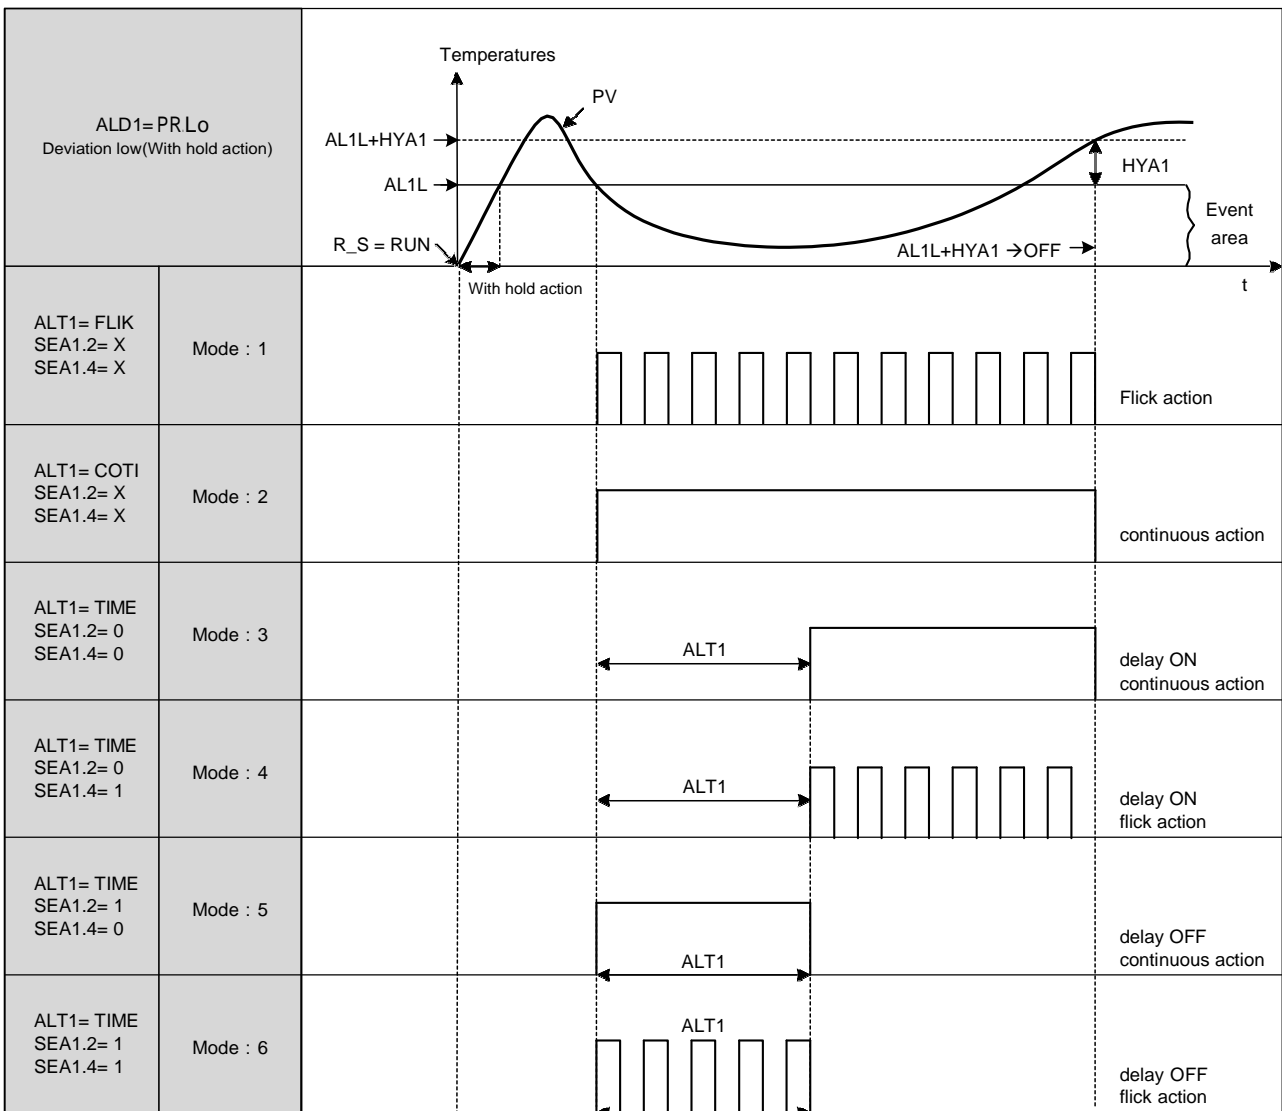 Temperatures
PV
ALD1=PR.Lo
Deviation low(With hold action)
AL1L+HYA1
HYA1
AL1L
Event
area
R_S = RUN
AL1L+HYA1 →OFF
With hold action
t
ALT1= FLIK
SEA1.2= X
SEA1.4= X
Mode : 1
Flick action
ALT1= COTI
SEA1.2= X
SEA1.4= X
Mode : 2
continuous action
ALT1= TIME
SEA1.2= 0
SEA1.4= 0
Mode : 3
ALT1
delay ON
continuous action
ALT1= TIME
SEA1.2= 0
SEA1.4= 1
Mode : 4
ALT1
delay ON
flick action
ALT1= TIME
SEA1.2= 1
SEA1.4= 0
Mode : 5
ALT1
delay OFF
continuous action
ALT1= TIME
SEA1.2= 1
SEA1.4= 1
Mode : 6
ALT1
delay OFF
flick action